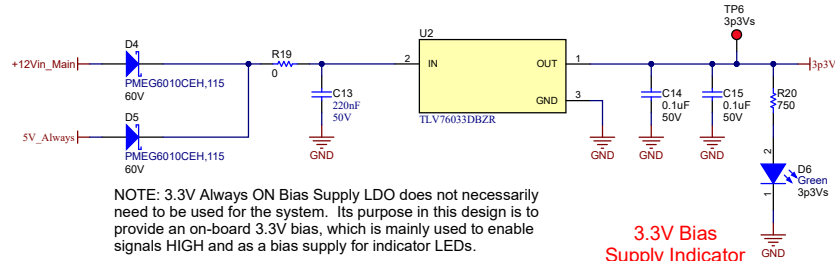 TP6
3p3Vs
D4
U2
R19
+12Vin_Main
2
IN
OUT
1
3p3V
0
PMEG6010CEH,115
60V
C13
220nF
50V
GND
3
C14
0.1uF
50V
C15
0.1uF
50V
R20
750
D5
5V_Always
TLV76033DBZR
PMEG6010CEH,115
60V
GND
GND
GND
GND
2
D6
Green
3p3Vs
1
NOTE: 3.3V Always ON Bias Supply LDO does not necessarily
need to be used for the system. Its purpose in this design is to
provide an on-board 3.3V bias, which is mainly used to enable
signals HIGH and as a bias supply for indicator LEDs.
3.3V Bias
Supply Indicator
GND